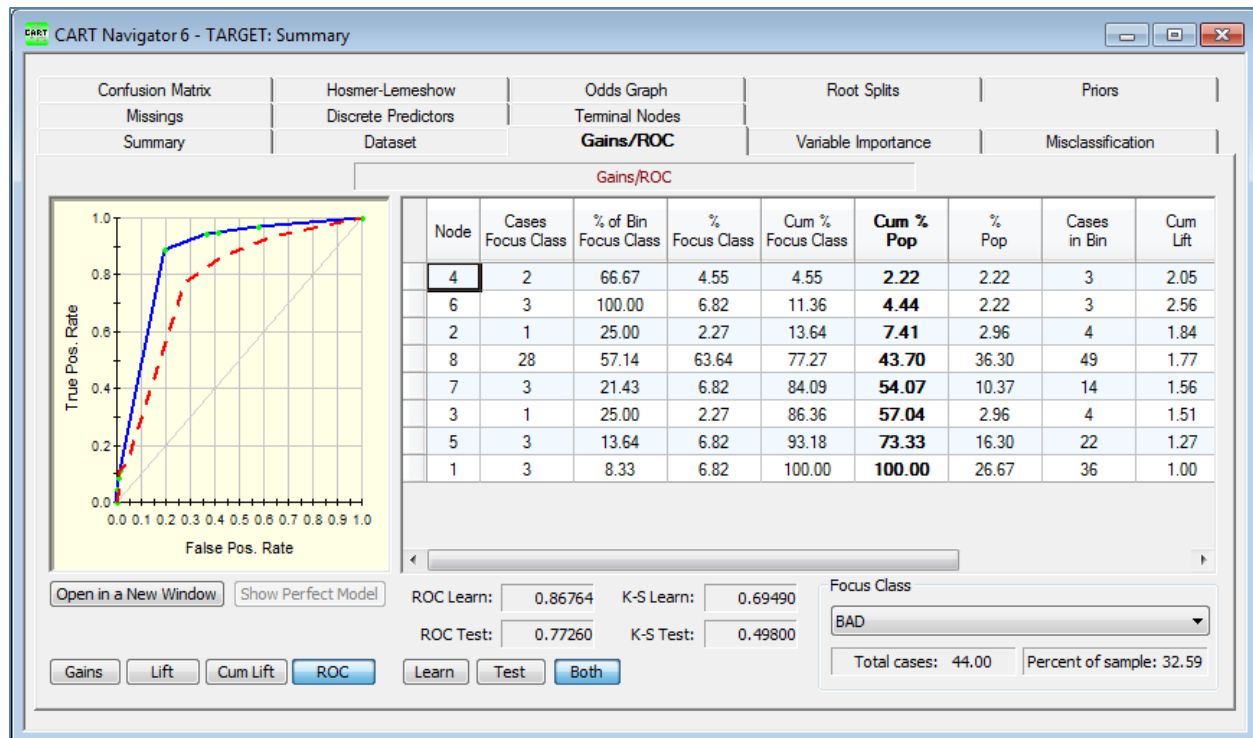 CART Navigator 6 - TARGET: Summary
Confusion Matrix Hosmer-Lemeshow Odds Graph Root Splits Priors
Missings Discrete Predictors Terminal Nodes
Summary Dataset Gains/ROC Variable Importance Misclassification
Gains/ROC
1.0
0.8
0.6
0.4
0.2
0.0
True Pos. Rate
0.0 0.1 0.2 0.3 0.4 0.5 0.6 0.7 0.8 0.9 1.0
False Pos. Rate
Node Cases Focus Class % of Bin Focus Class % Focus Class Cum % Focus Class Cum % Pop % Pop Cases in Bin Cum Lift
4 2 66.67 4.55 4.55 2.22 2.22 3 2.05
6 3 100.00 6.82 11.36 4.44 2.22 3 2.56
2 1 25.00 2.27 13.64 7.41 2.96 4 1.84
8 28 57.14 63.64 77.27 43.70 36.30 49 1.77
7 3 21.43 6.82 84.09 54.07 10.37 14 1.56
3 1 25.00 2.27 86.36 57.04 2.96 4 1.51
5 3 13.64 6.82 93.18 73.33 16.30 22 1.27
1 3 8.33 6.82 100.00 100.00 26.67 36 1.00
Open in a New Window Show Perfect Model
ROC Learn: 0.86764 K-S Learn: 0.69490
ROC Test: 0.77260 K-S Test: 0.49800
Focus Class
BAD
Total cases: 44.00 Percent of sample: 32.59
Gains Lift Cum Lift ROC Learn Test Both